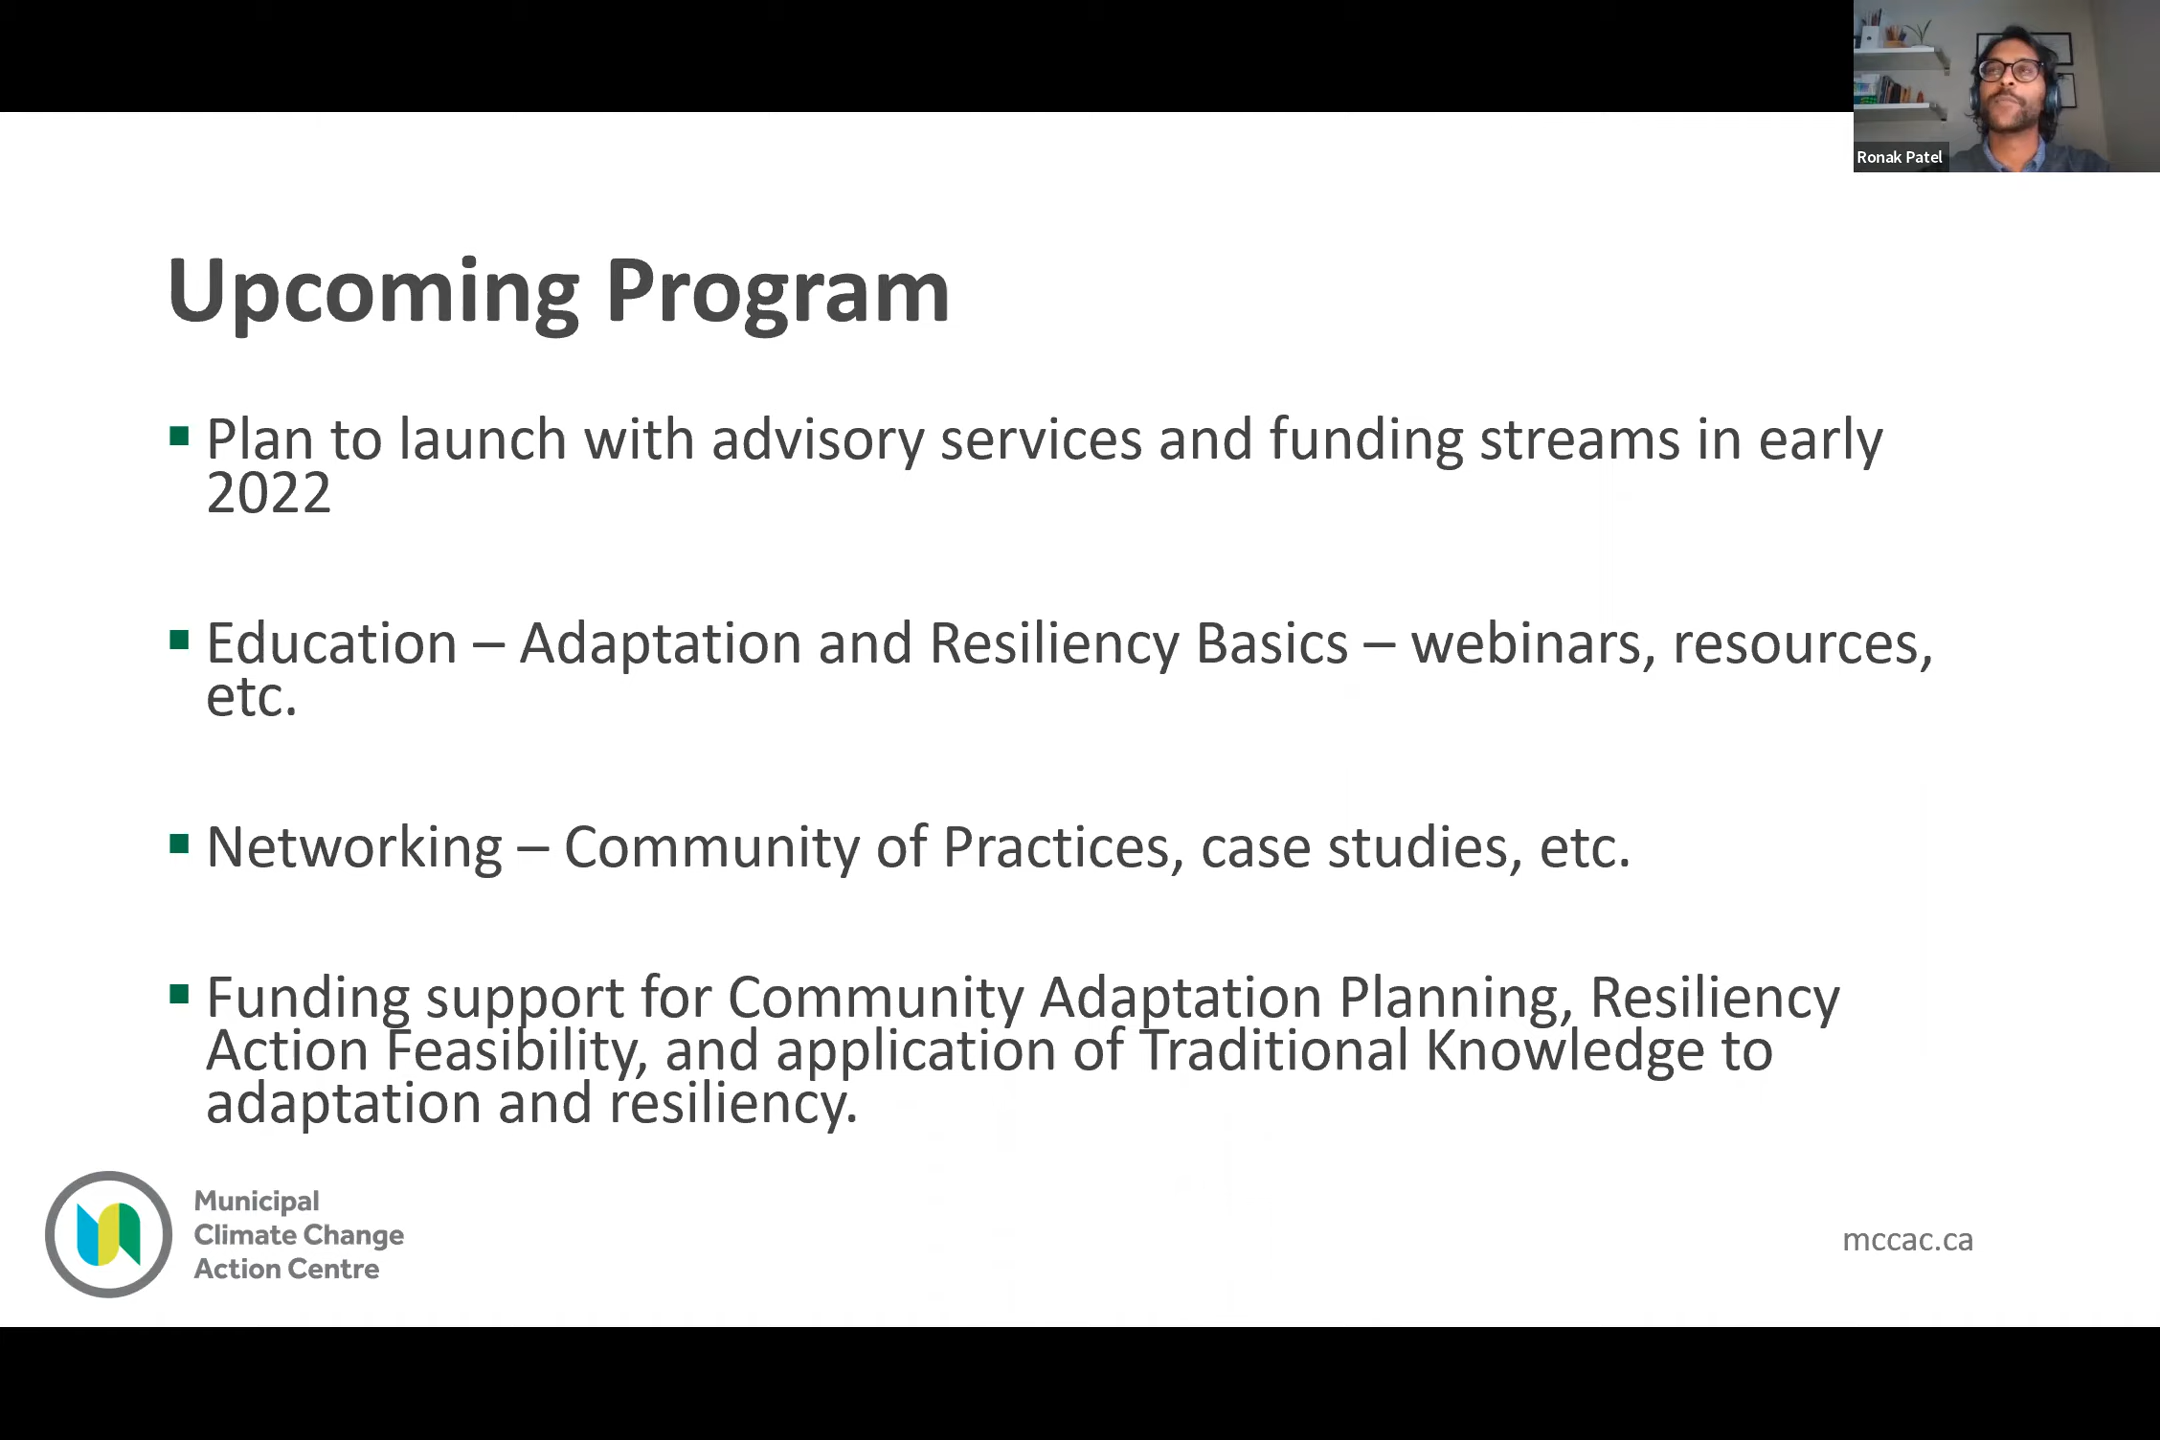 Ronak Patel
Upcoming Program
▪ Plan to launch with advisory services and funding streams in early
2022
▪ Education – Adaptation and Resiliency Basics – webinars, resources,
etc.
▪ Networking – Community of Practices, case studies, etc.
▪ Funding support for Community Adaptation Planning, Resiliency
Action Feasibility, and application of Traditional Knowledge to
adaptation and resiliency.
Municipal
Climate Change
Action Centre
mccac.ca